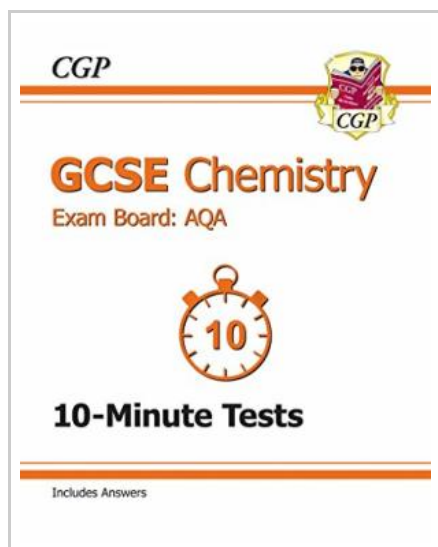 CGP
CGP
GCSE Chemistry
Exam Board: AQA
10
10-Minute Tests
Includes Answers